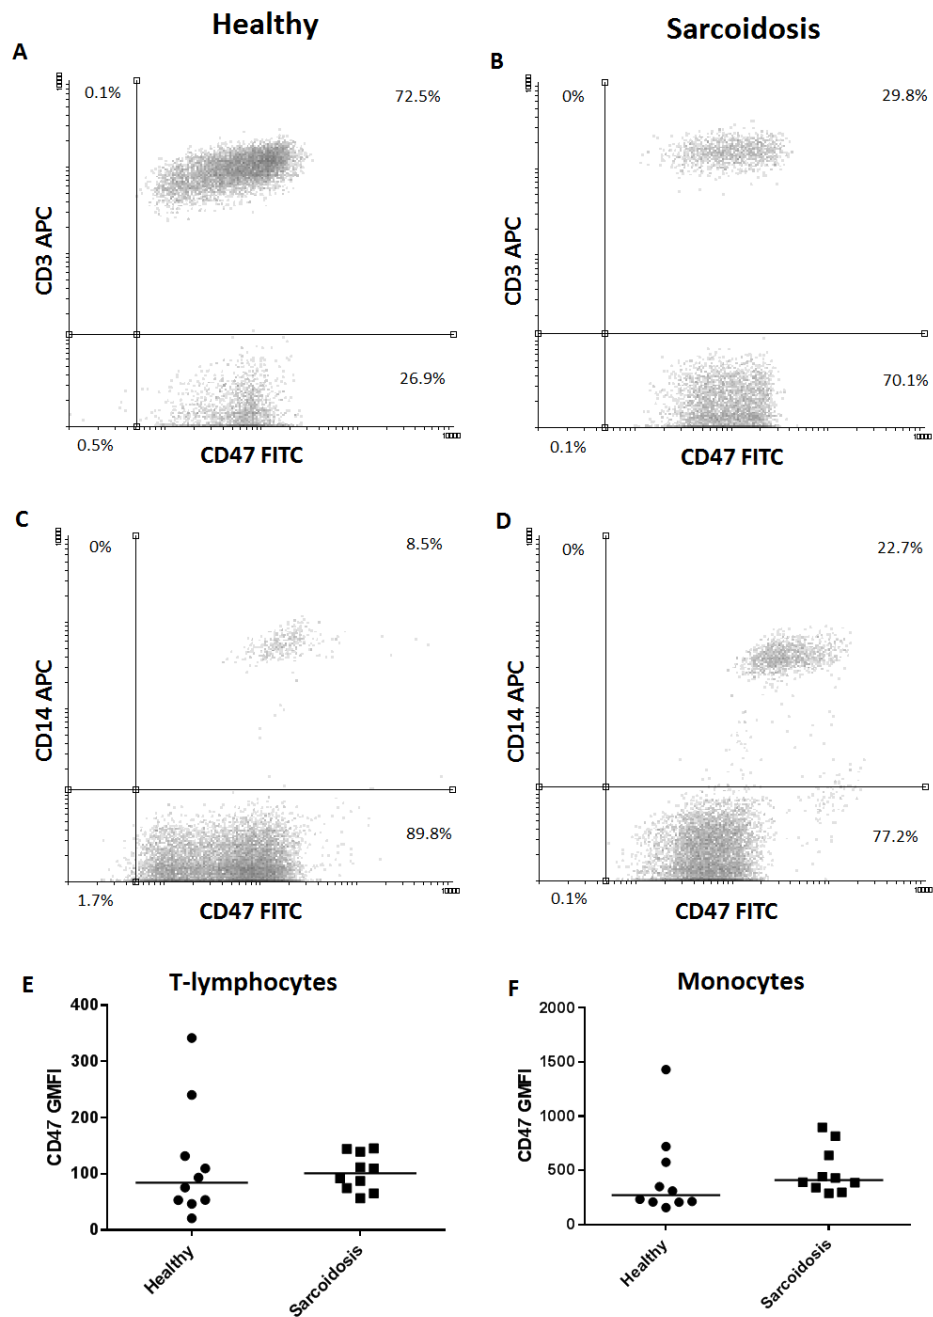 Healthy
Sarcoidosis
A
B
0.1%
72.5%
0%
29.8%
CD3 APC
CD3 APC
26.9%
70.1%
0.5%
0.1%
CD47 FITC
CD47 FITC
C
D
0%
8.5%
0%
22.7%
CD14 APC
CD14 APC
89.8%
77.2%
1.7%
0.1%
CD47 FITC
CD47 FITC
E
T-lymphocytes
F
Monocytes
CD47 GMFI
400
300
200
100
0
Healthy
Sarcoidosis
CD47 GMFI
2000
1500
1000
500
0
Healthy
Sarcoidosis